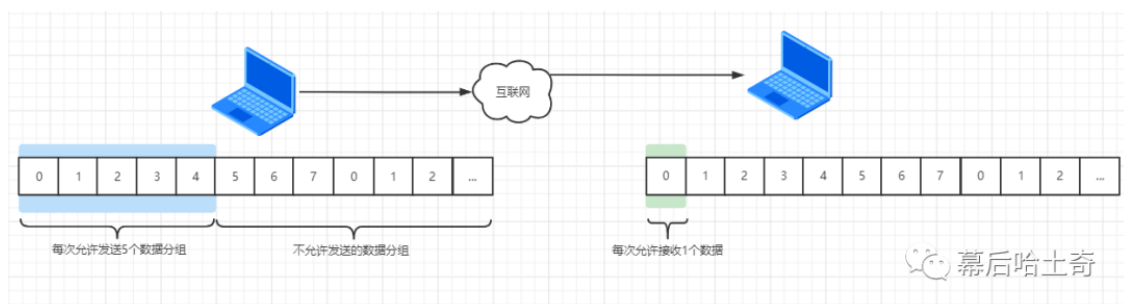 互联网
0 1 2 3 4 5 6 7 0 1 2 ...
0 1 2 3 4 5 6 7 0 1 2 ...
每次允许发送5个数据分组
不允许发送的数据分组
每次允许接收1个数据
幕后哈土奇